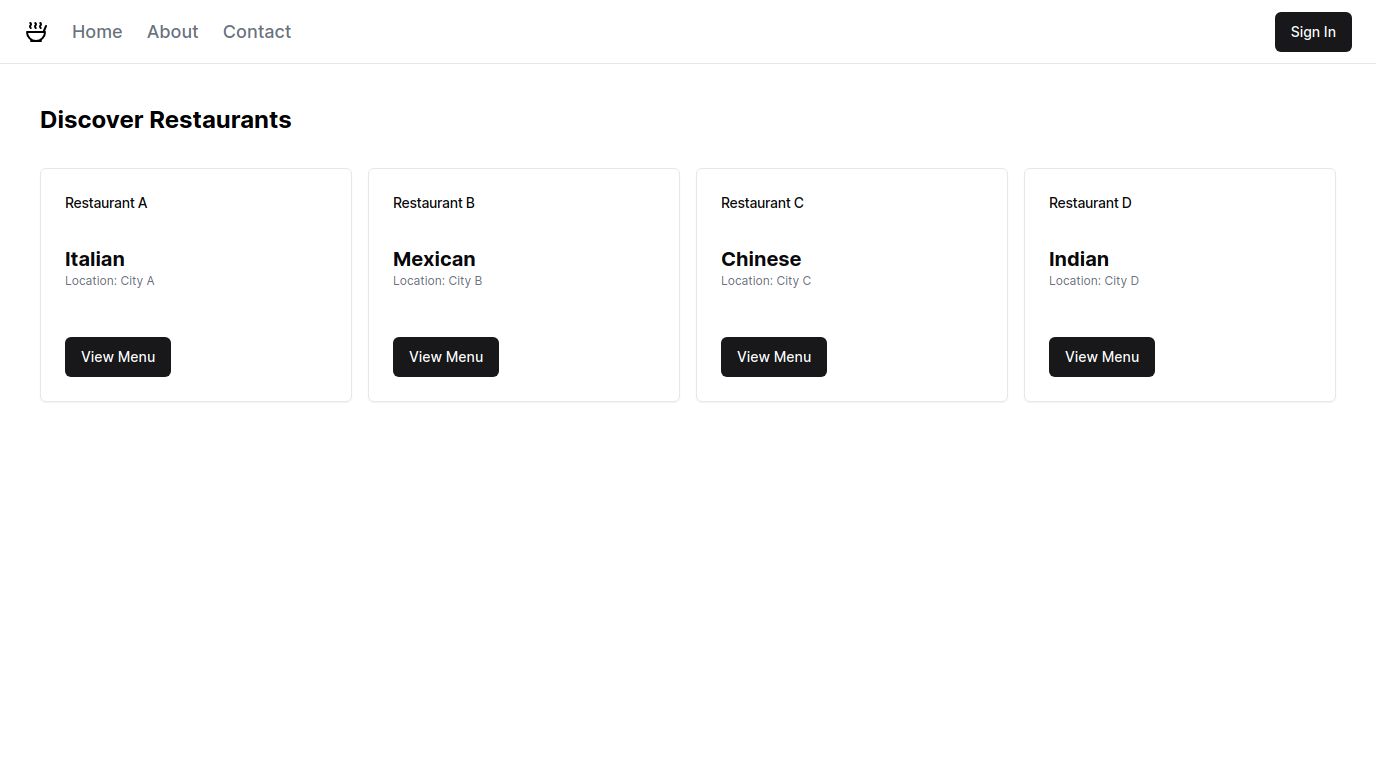 Home About Contact Sign In
Discover Restaurants
Restaurant A
Italian
Location: City A
View Menu
Restaurant B
Mexican
Location: City B
View Menu
Restaurant C
Chinese
Location: City C
View Menu
Restaurant D
Indian
Location: City D
View Menu